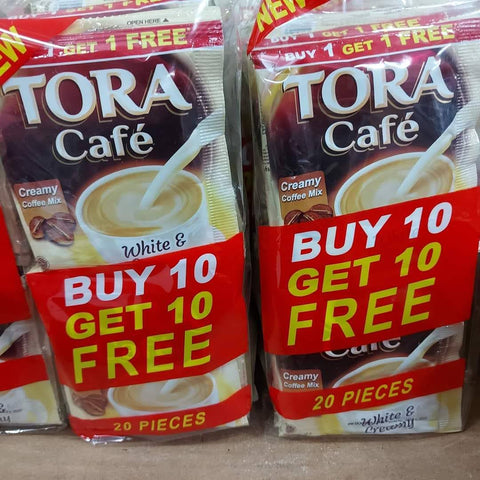 NEW
OPEN HERE
BUY 1 GET 1 FREE
TORA
Café
Creamy
Coffee Mix
White &
BUY 10
GET 10
FREE
20 PIECES
NEW
BUY 1 GET 1 FREE
TORA
Café
Creamy
Coffee Mix
BUY 10
GET 10
FREE
Café
Creamy
Coffee Mix
20 PIECES
White &
Creamy